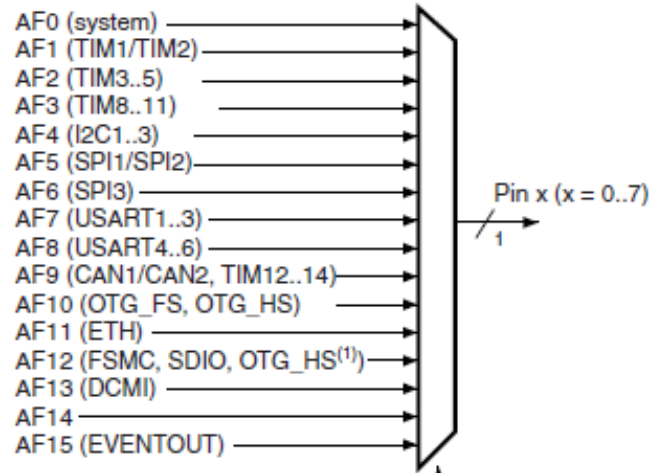 AF0 (system)
AF1 (TIM1/TIM2)
AF2 (TIM3..5)
AF3 (TIM8..11)
AF4 (I2C1..3)
AF5 (SPI1/SPI2)
AF6 (SPI3)
AF7 (USART1..3)
AF8 (USART4..6)
AF9 (CAN1/CAN2, TIM12..14)
AF10 (OTG_FS, OTG_HS)
AF11 (ETH)
AF12 (FSMC, SDIO, OTG_HS(1))
AF13 (DCMI)
AF14
AF15 (EVENTOUT)
Pin x (x = 0..7)
1